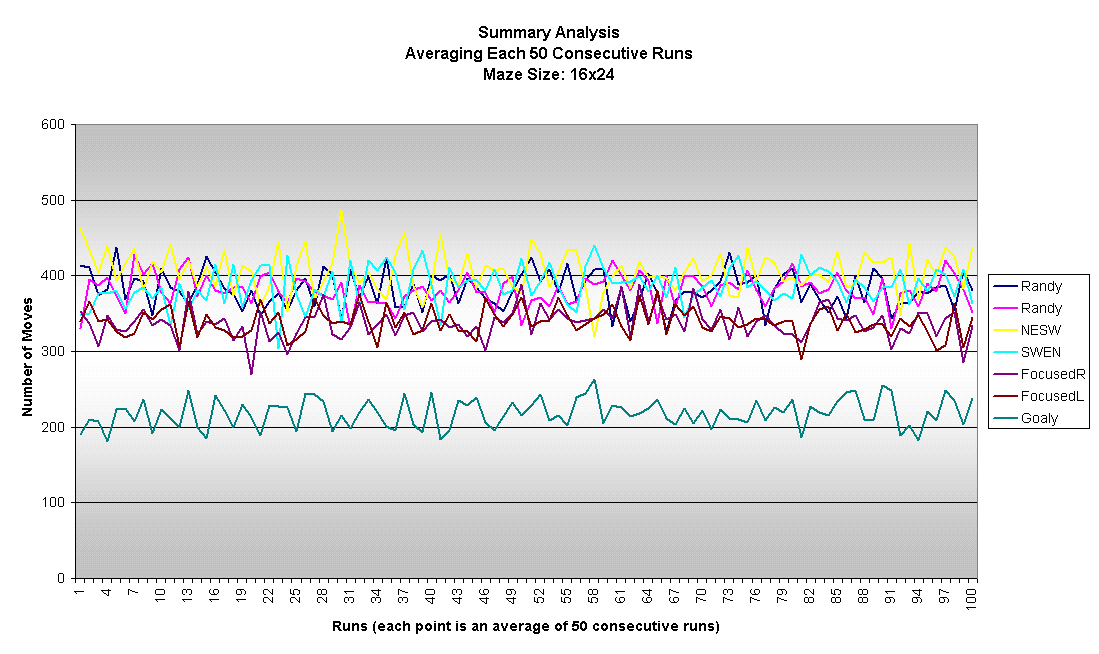 Summary Analysis
Averaging Each 50 Consecutive Runs
Maze Size: 16x24
600
500
400
300
200
100
0
Number of Moves
1 4 7 10 13 16 19 22 25 28 31 34 37 40 43 46 49 52 55 58 61 64 67 70 73 76 79 82 85 88 91 94 97 100
Runs (each point is an average of 50 consecutive runs)
Randy
Randy
NESW
SWEN
FocusedR
FocusedL
Goaly